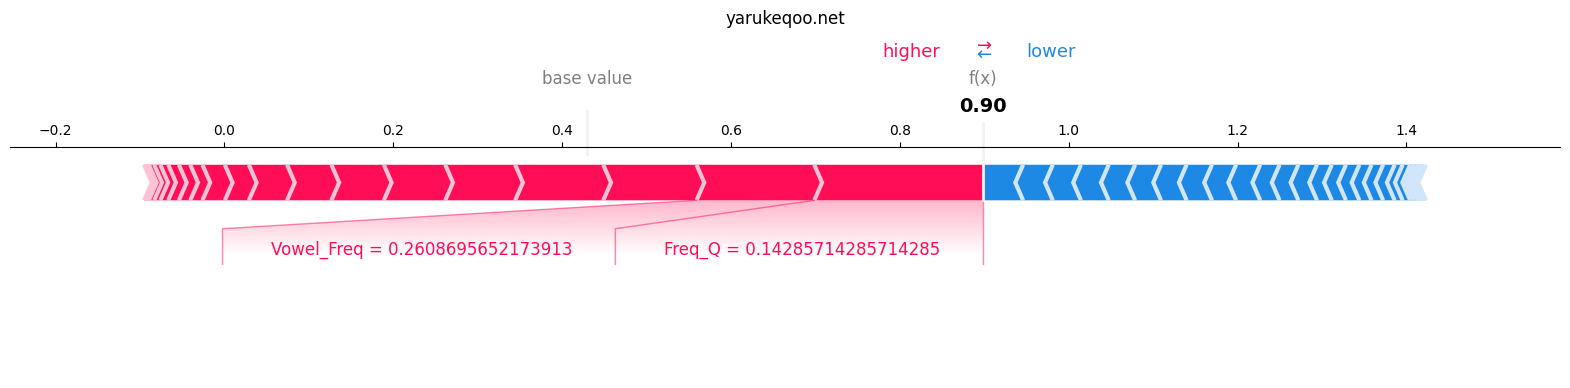 yarukeqoo.net
higher ⇄ lower
base value f(x)
0.90
−0.2 0.0 0.2 0.4 0.6 0.8 1.0 1.2 1.4
Vowel_Freq = 0.2608695652173913 Freq_Q = 0.14285714285714285